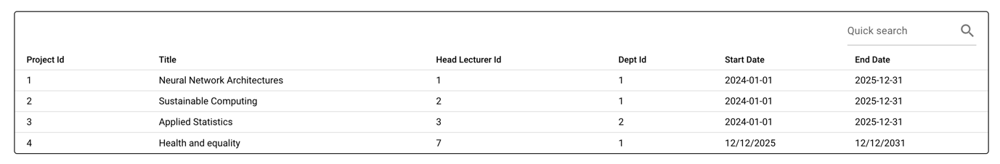 Quick search
Project Id Title Head Lecturer Id Dept Id Start Date End Date
1 Neural Network Architectures 1 1 2024-01-01 2025-12-31
2 Sustainable Computing 2 1 2024-01-01 2025-12-31
3 Applied Statistics 3 2 2024-01-01 2025-12-31
4 Health and equality 7 1 12/12/2025 12/12/2031